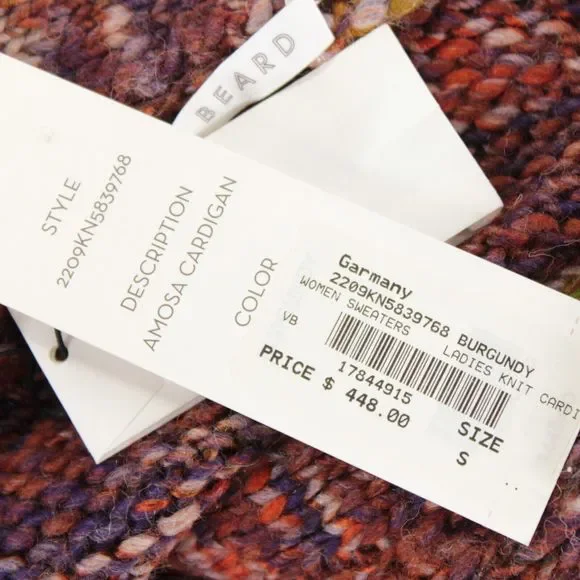 BEARD
STYLE
2209KN5839768
DESCRIPTION
AMOSA CARDIGAN
COLOR
Garmany
2209KN5839768 BURGUNDY
WOMEN SWEATERS LADIES KNIT CARDI
VB
17844915
PRICE $ 448.00
SIZE
S